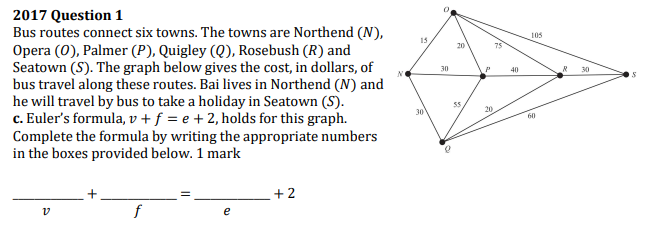 2017 Question 1
Bus routes connect six towns. The towns are Northend (N),
Opera (O), Palmer (P), Quigley (Q), Rosebush (R) and
Seatown (S). The graph below gives the cost, in dollars, of
bus travel along these routes. Bai lives in Northend (N) and
he will travel by bus to take a holiday in Seatown (S).
c. Euler's formula, v + f = e + 2, holds for this graph.
Complete the formula by writing the appropriate numbers
in the boxes provided below. 1 mark
+ = + 2
v f e
O
15 20 75 105
N 30 P 40 R 30 S
30 55 20 60
Q